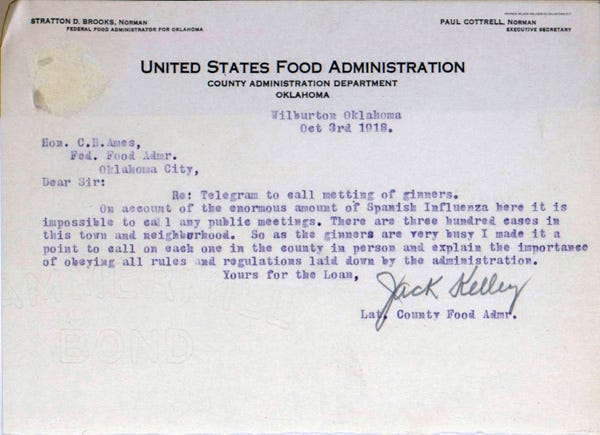 STRATTON D. BROOKS, NORMAN
FEDERAL FOOD ADMINISTRATOR FOR OKLAHOMA
PAUL COTTRELL, NORMAN
EXECUTIVE SECRETARY
UNITED STATES FOOD ADMINISTRATION
COUNTY ADMINISTRATION DEPARTMENT
OKLAHOMA
Wilburton Oklahoma
Oct 3rd 1918.
Hon. C.B.Ames,
Fed. Food Admr.
Oklahoma City,
Dear Sir:
Re: Telegram to call metting of ginners.
On account of the enormous amount of Spanish Influenza here it is
impossible to call any public meetings. There are three hundred cases in
this town and neighborhood. So as the ginners are very busy I made it a
point to call on each one in the county in person and explain the importance
of obeying all rules and regulations laid down by the administration.
Yours for the Loan,
Jack Kelley
Lat. County Food Admr.
BOND